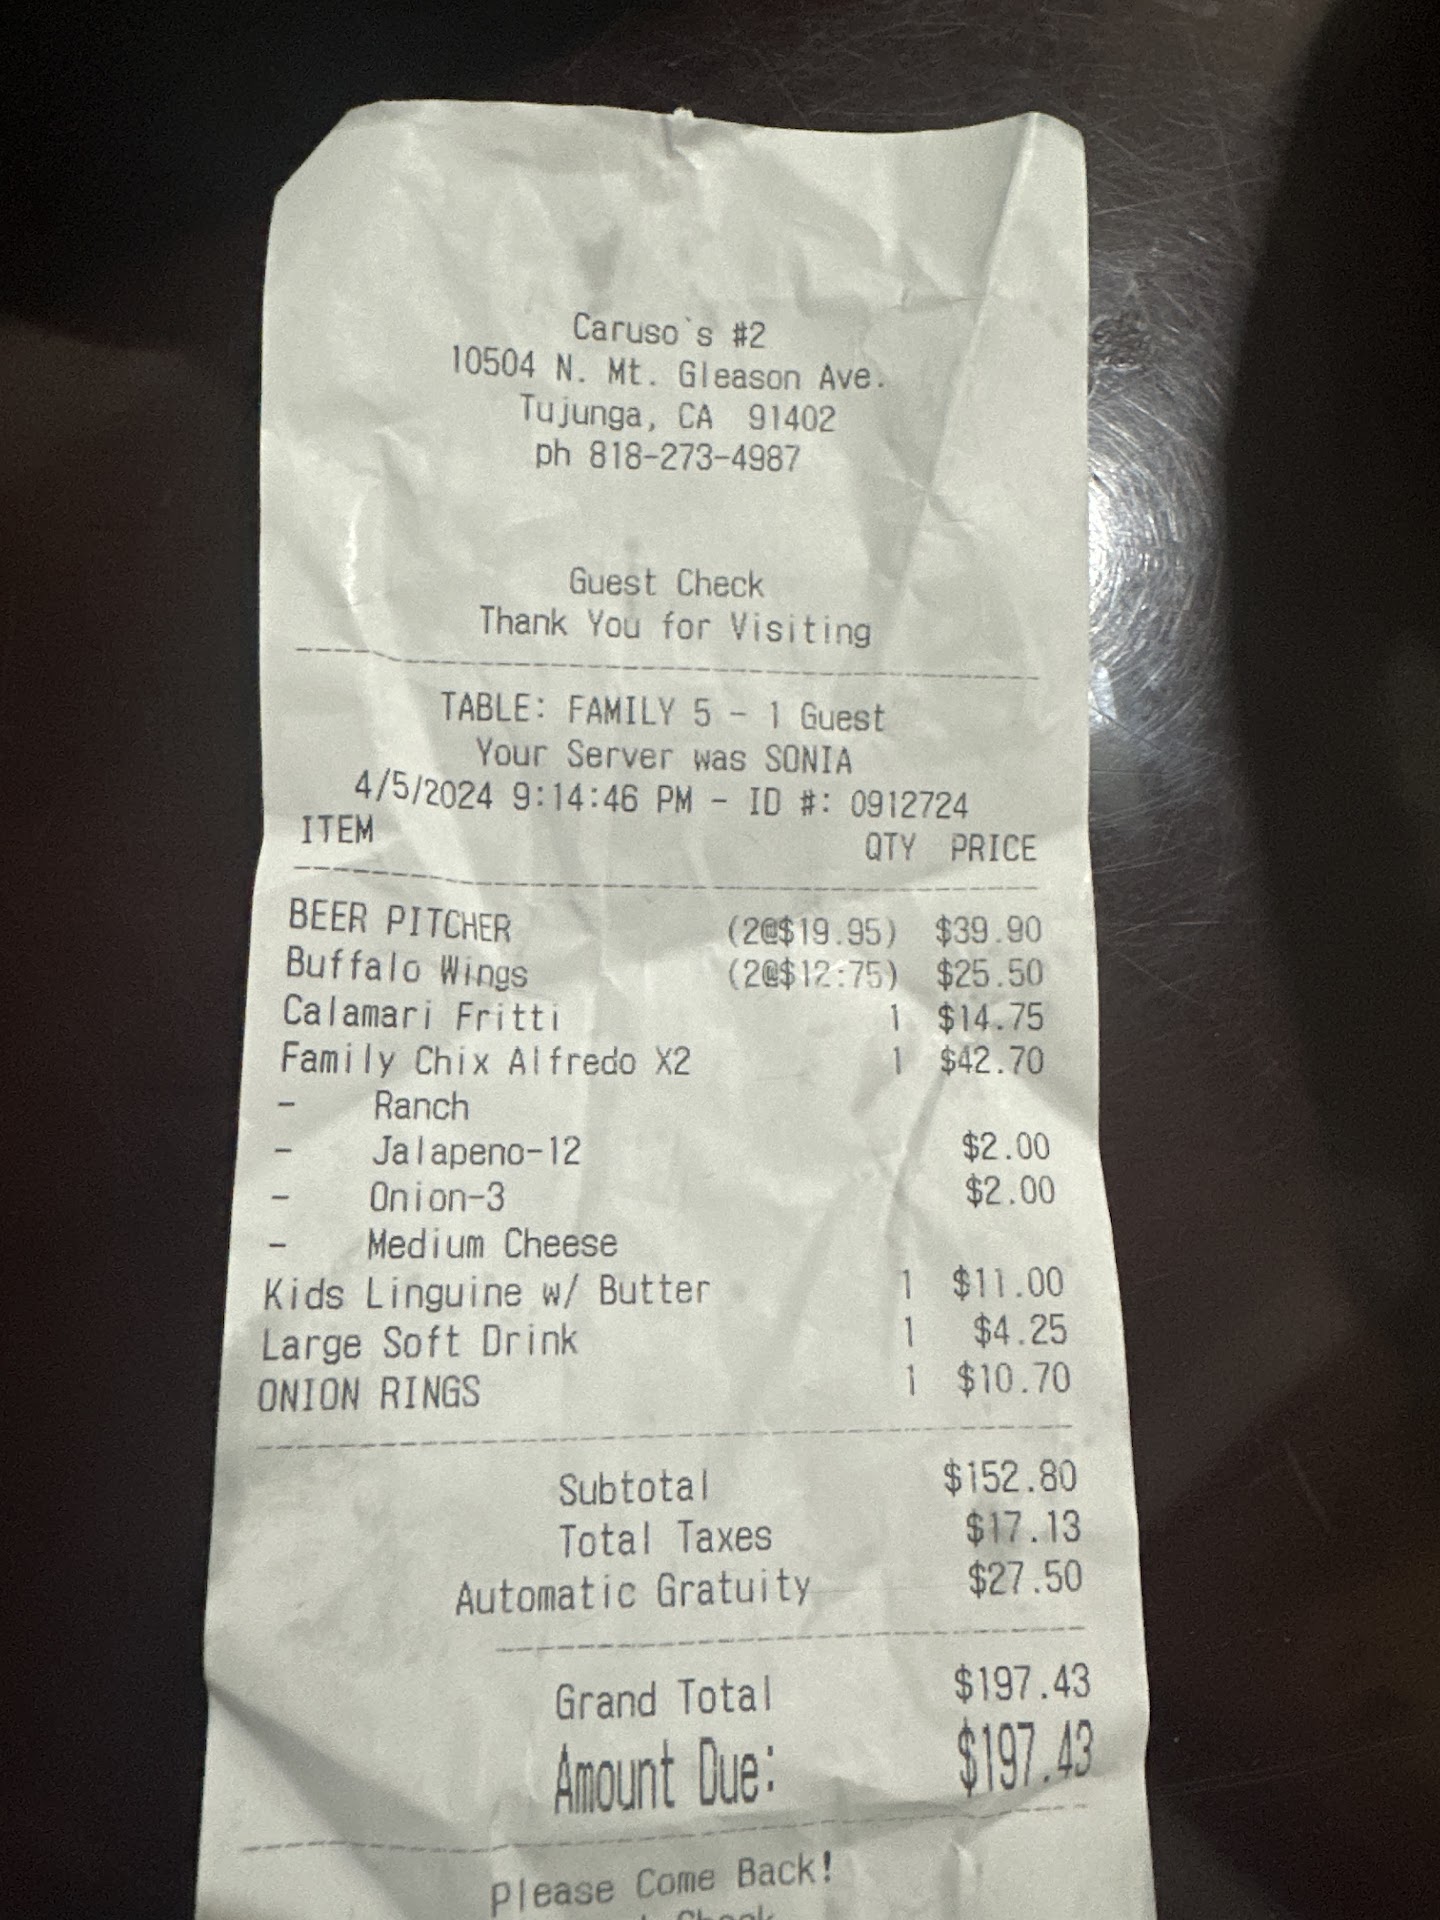 Caruso`s #2
10504 N. Mt. Gleason Ave.
Tujunga, CA 91402
ph 818-273-4987
Guest Check
Thank You for Visiting
TABLE: FAMILY 5 - 1 Guest
Your Server was SONIA
4/5/2024 9:14:46 PM - ID #: 0912724
ITEM QTY PRICE
BEER PITCHER (2@$19.95) $39.90
Buffalo Wings (2@$12.75) $25.50
Calamari Fritti 1 $14.75
Family Chix Alfredo X2 1 $42.70
- Ranch
- Jalapeno-12 $2.00
- Onion-3 $2.00
- Medium Cheese
Kids Linguine w/ Butter 1 $11.00
Large Soft Drink 1 $4.25
ONION RINGS 1 $10.70
Subtotal $152.80
Total Taxes $17.13
Automatic Gratuity $27.50
Grand Total $197.43
Amount Due: $197.43
Please Come Back!